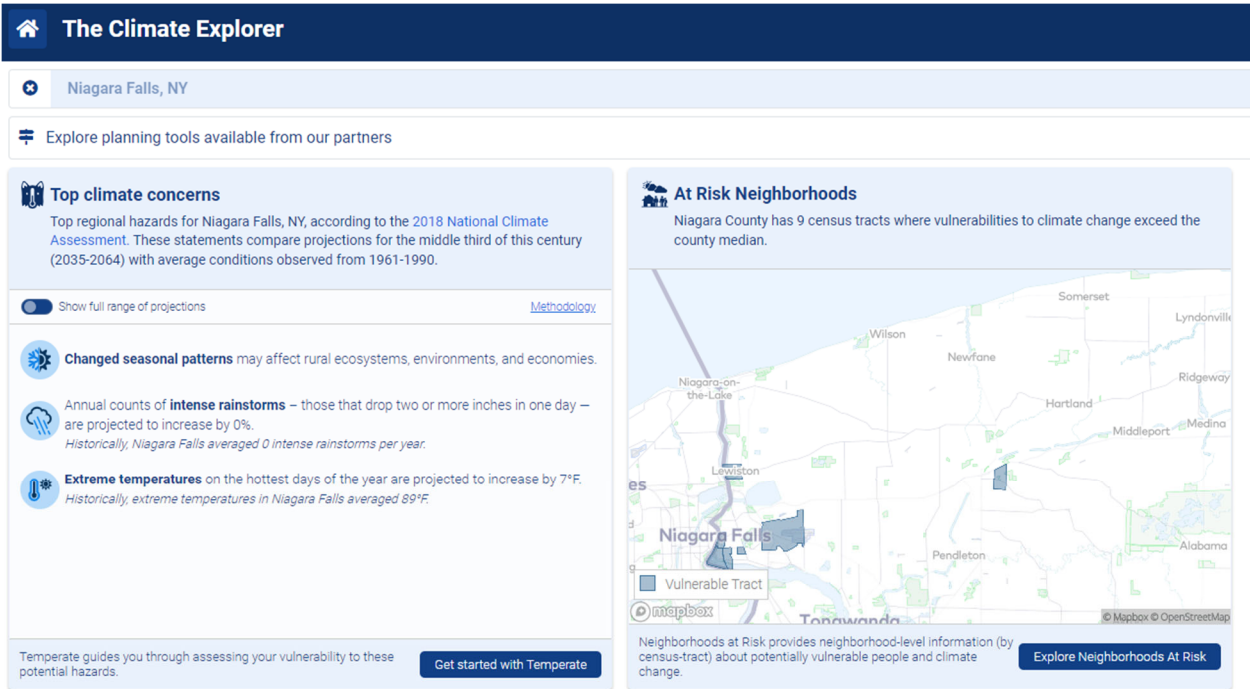 The Climate Explorer
Niagara Falls, NY
Explore planning tools available from our partners
Top climate concerns
Top regional hazards for Niagara Falls, NY, according to the 2018 National Climate
Assessment. These statements compare projections for the middle third of this century
(2035-2064) with average conditions observed from 1961-1990.
Show full range of projections
Methodology
Changed seasonal patterns may affect rural ecosystems, environments, and economies.
Annual counts of intense rainstorms – those that drop two or more inches in one day —
are projected to increase by 0%.
Historically, Niagara Falls averaged 0 intense rainstorms per year.
Extreme temperatures on the hottest days of the year are projected to increase by 7°F.
Historically, extreme temperatures in Niagara Falls averaged 89°F.
Temperate guides you through assessing your vulnerability to these
potential hazards.
Get started with Temperate
At Risk Neighborhoods
Niagara County has 9 census tracts where vulnerabilities to climate change exceed the
county median.
Somerset
Lyndonville
Wilson
Newfane
Ridgeway
Niagara-on-
the-Lake
Hartland
Medina
Middleport
Lewiston
es
Niagara Falls
Alabama
Pendleton
Vulnerable Tract
mapbox
Tonawanda
© Mapbox © OpenStreetMap
Neighborhoods at Risk provides neighborhood-level information (by
census-tract) about potentially vulnerable people and climate
change.
Explore Neighborhoods At Risk